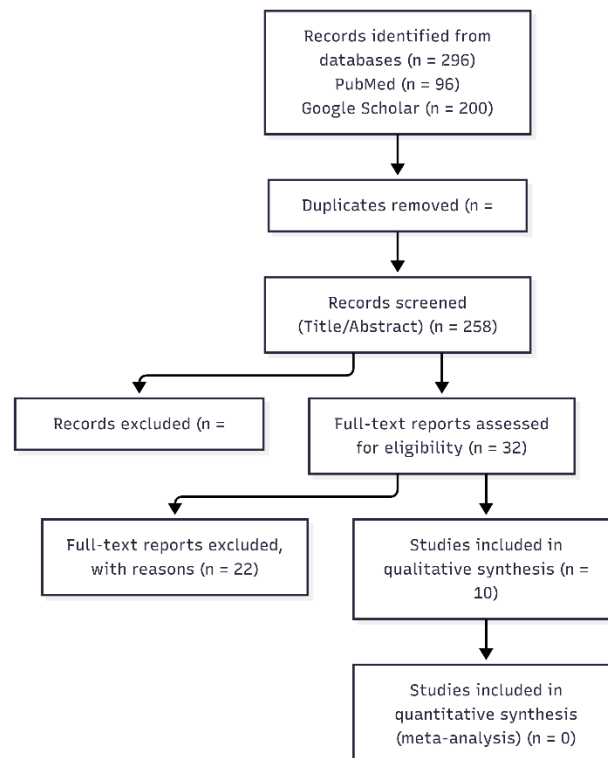 Records identified from
databases (n = 296)
PubMed (n = 96)
Google Scholar (n = 200)
Duplicates removed (n =
Records screened
(Title/Abstract) (n = 258)
Records excluded (n =
Full-text reports assessed
for eligibility (n = 32)
Full-text reports excluded,
with reasons (n = 22)
Studies included in
qualitative synthesis (n =
10)
Studies included in
quantitative synthesis
(meta-analysis) (n = 0)